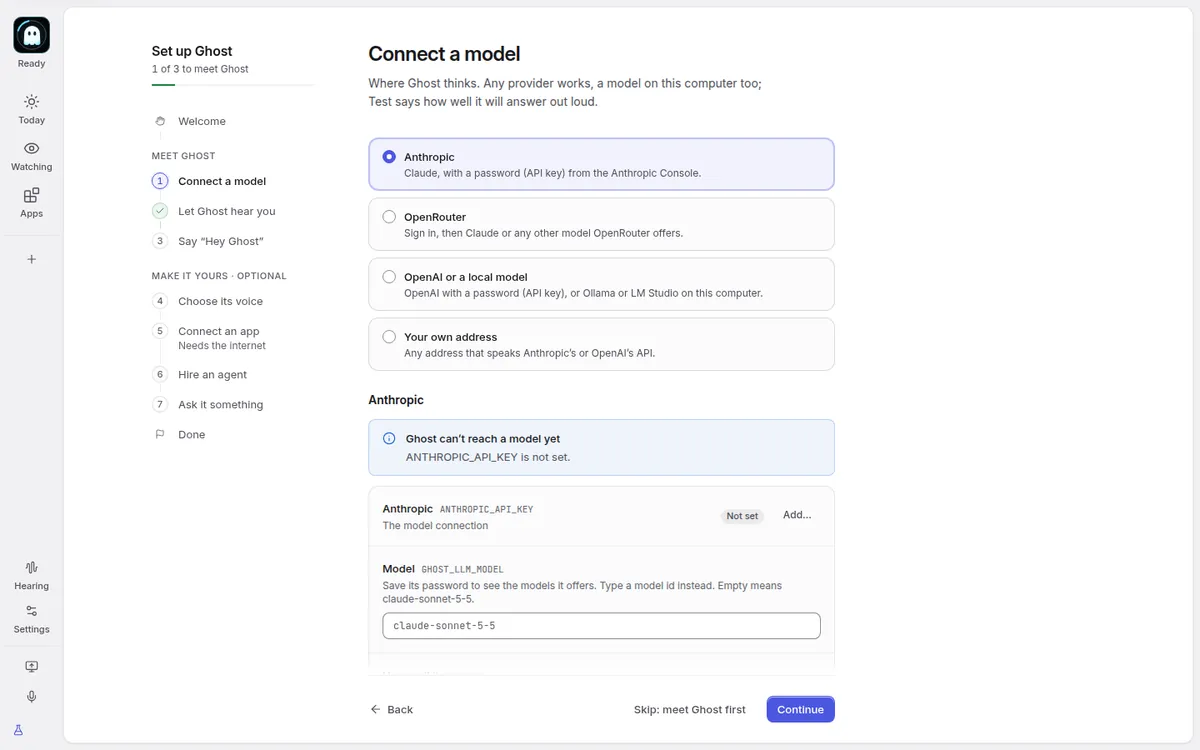 Ready
Today
Watching
Apps
Hearing
Settings
Set up Ghost
1 of 3 to meet Ghost
Welcome
MEET GHOST
1 Connect a model
Let Ghost hear you
3 Say “Hey Ghost”
MAKE IT YOURS · OPTIONAL
4 Choose its voice
5 Connect an app
Needs the internet
6 Hire an agent
7 Ask it something
Done
Connect a model
Where Ghost thinks. Any provider works, a model on this computer too;
Test says how well it will answer out loud.
Anthropic
Claude, with a password (API key) from the Anthropic Console.
OpenRouter
Sign in, then Claude or any other model OpenRouter offers.
OpenAI or a local model
OpenAI with a password (API key), or Ollama or LM Studio on this computer.
Your own address
Any address that speaks Anthropic’s or OpenAI’s API.
Anthropic
Ghost can’t reach a model yet
ANTHROPIC_API_KEY is not set.
Anthropic ANTHROPIC_API_KEY
The model connection
Not set
Add...
Model GHOST_LLM_MODEL
Save its password to see the models it offers. Type a model id instead. Empty means
claude-sonnet-5-5.
claude-sonnet-5-5
Back
Skip: meet Ghost first
Continue